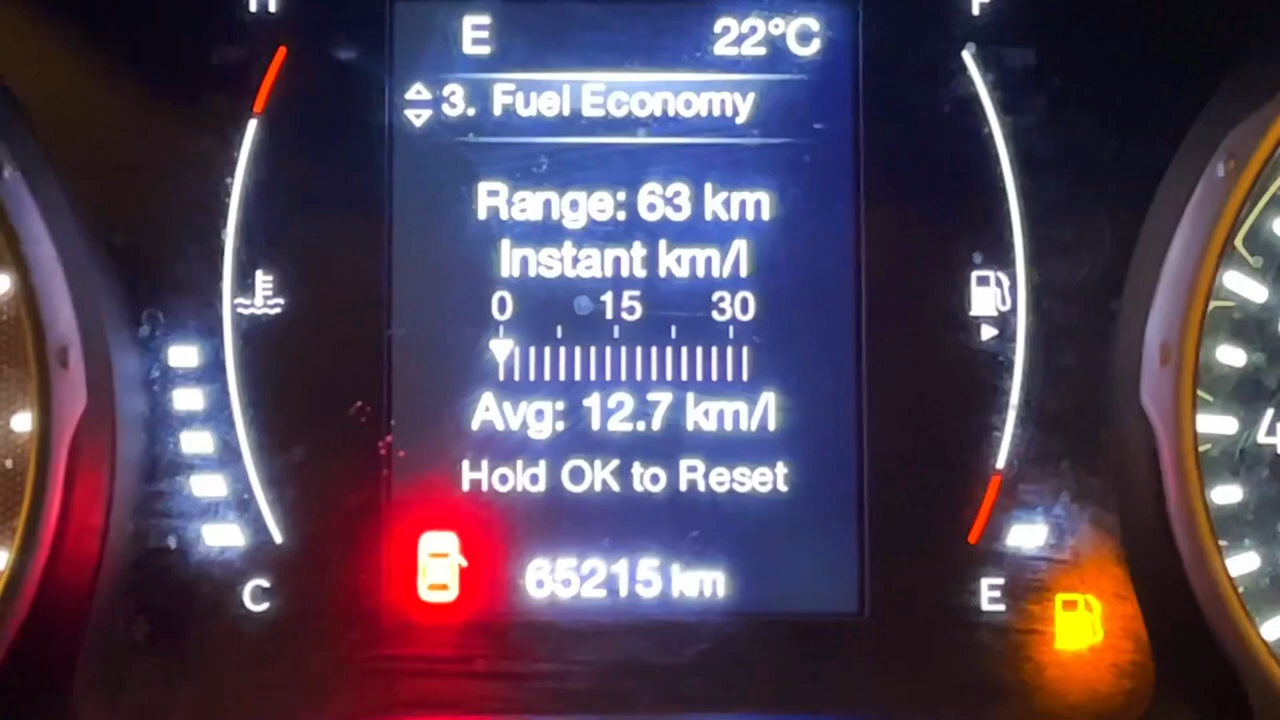 H
F
E 22°C
3. Fuel Economy
Range: 63 km
Instant km/l
0 15 30
Avg: 12.7 km/l
Hold OK to Reset
65215 km
C
E
4